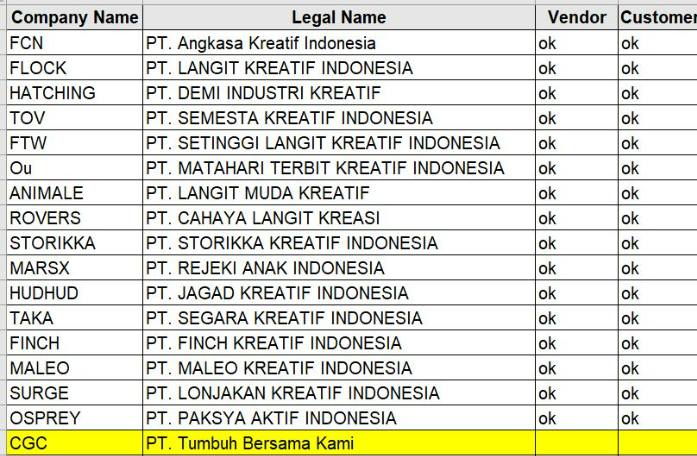 Company Name Legal Name Vendor Customer
FCN PT. Angkasa Kreatif Indonesia ok ok
FLOCK PT. LANGIT KREATIF INDONESIA ok ok
HATCHING PT. DEMI INDUSTRI KREATIF ok ok
TOV PT. SEMESTA KREATIF INDONESIA ok ok
FTW PT. SETINGGI LANGIT KREATIF INDONESIA ok ok
Ou PT. MATAHARI TERBIT KREATIF INDONESIA ok ok
ANIMALE PT. LANGIT MUDA KREATIF ok ok
ROVERS PT. CAHAYA LANGIT KREASI ok ok
STORIKKA PT. STORIKKA KREATIF INDONESIA ok ok
MARSX PT. REJEKI ANAK INDONESIA ok ok
HUDHUD PT. JAGAD KREATIF INDONESIA ok ok
TAKA PT. SEGARA KREATIF INDONESIA ok ok
FINCH PT. FINCH KREATIF INDONESIA ok ok
MALEO PT. MALEO KREATIF INDONESIA ok ok
SURGE PT. LONJAKAN KREATIF INDONESIA ok ok
OSPREY PT. PAKSYA AKTIF INDONESIA ok ok
CGC PT. Tumbuh Bersama Kami